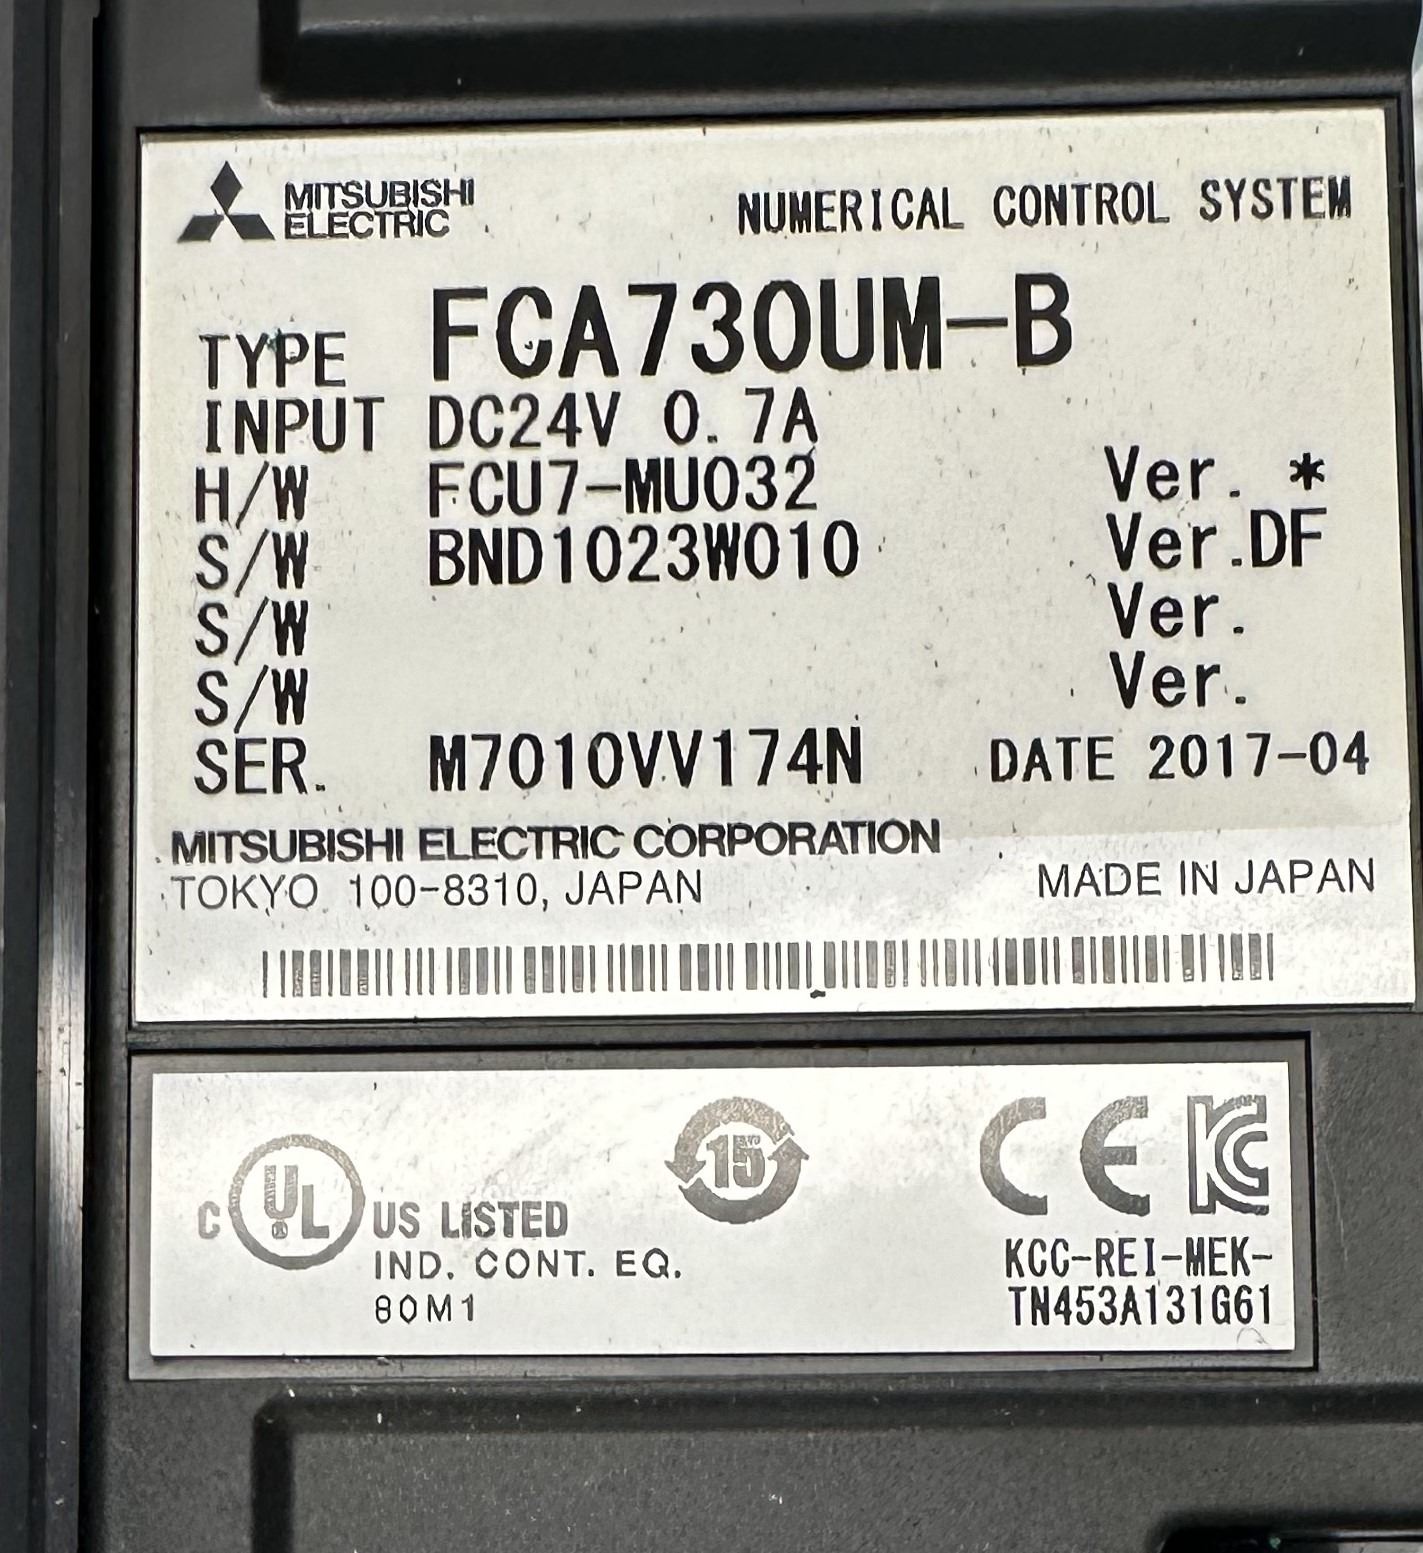 MITSUBISHI
ELECTRIC
NUMERICAL CONTROL SYSTEM
TYPE FCA730UM-B
INPUT DC24V 0.7A
H/W FCU7-MU032 Ver. *
S/W BND1023W010 Ver.DF
S/W Ver.
S/W Ver.
SER. M7010VV174N DATE 2017-04
MITSUBISHI ELECTRIC CORPORATION
TOKYO 100-8310, JAPAN MADE IN JAPAN
C UL US LISTED
IND. CONT. EQ.
80M1
15
CE KC
KCC-REI-MEK-
TN453A131G61